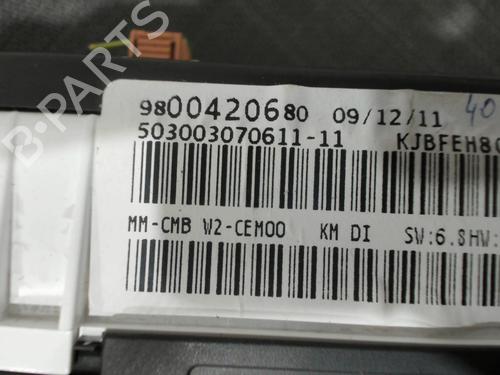 9800420680 09/12/11 40
503003070611-11 KJBFEH80
MM-CMB W2-CEM00 KM DI SW:6.8HW:
B-PARTS